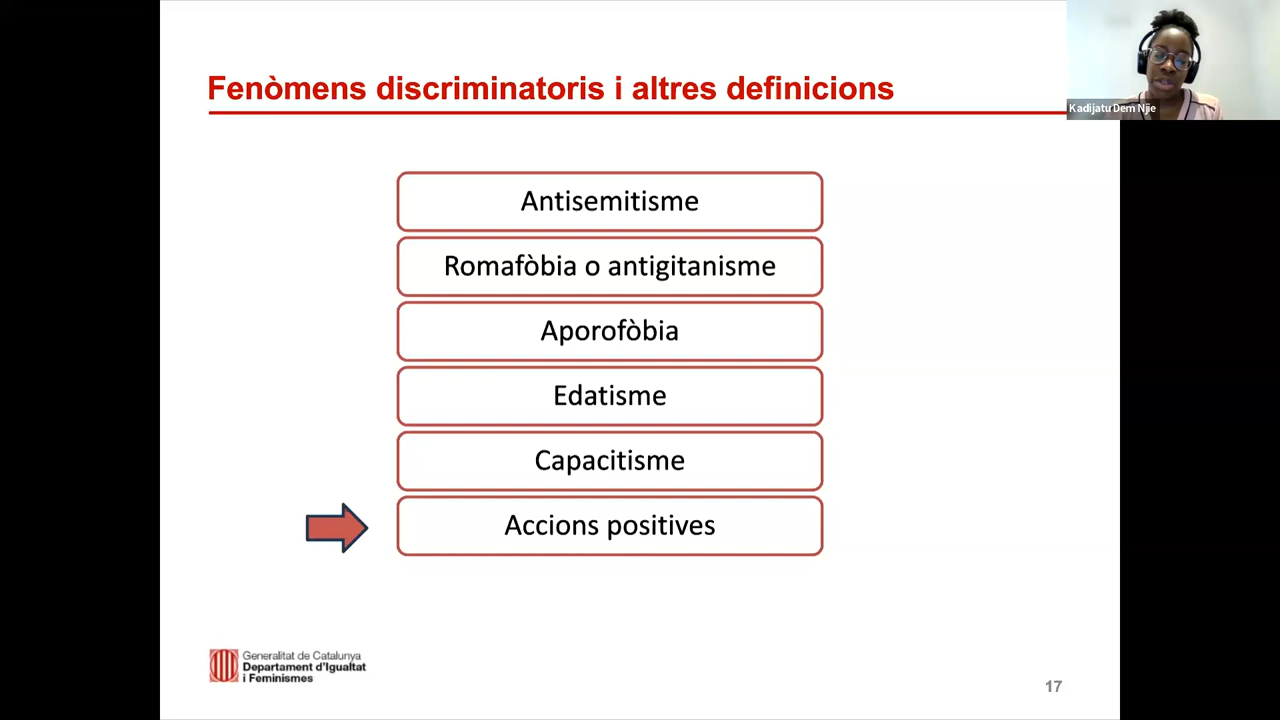 Fenòmens discriminatoris i altres definicions
Kadijatu Dem Njie
Antisemitisme
Romafòbia o antigitanisme
Aporofòbia
Edatisme
Capacitisme
Accions positives
Generalitat de Catalunya
Departament d'Igualtat
i Feminismes
17